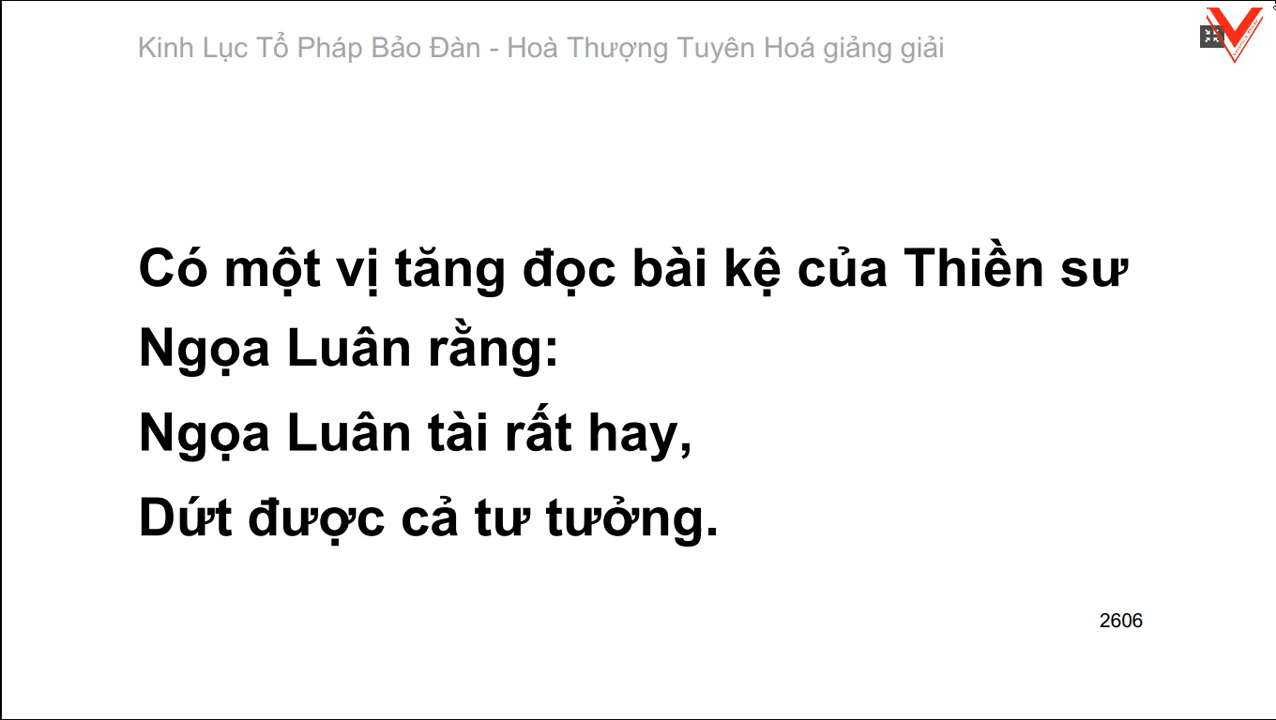 Kinh Lục Tổ Pháp Bảo Đàn - Hoà Thượng Tuyên Hoá giảng giải
Có một vị tăng đọc bài kệ của Thiền sư
Ngọa Luân rằng:
Ngọa Luân tài rất hay,
Dứt được cả tư tưởng.
2606